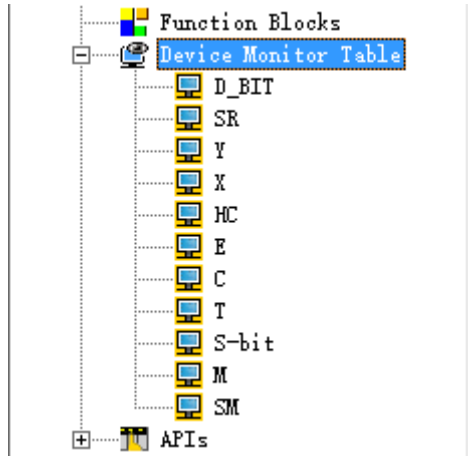 Function Blocks
Device Monitor Table
D_BIT
SR
Y
X
HC
E
C
T
S-bit
M
SM
APIs